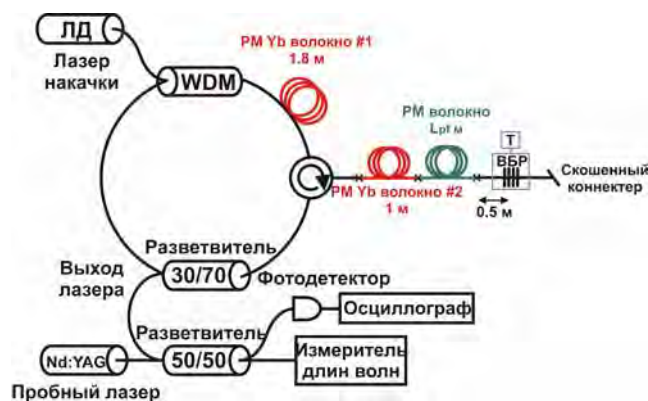 ЛД
Лазер
накачки
WDM
PM Yb волокно #1
1.8 м
PM волокно
Lpf м
T
ВБР
Скошенный
коннектер
PM Yb волокно #2
1 м
0.5 м
Разветвитель
30/70
Выход
лазера
Фотодетектор
Осциллограф
Разветвитель
50/50
Измеритель
длин волн
Nd:YAG
Пробный лазер